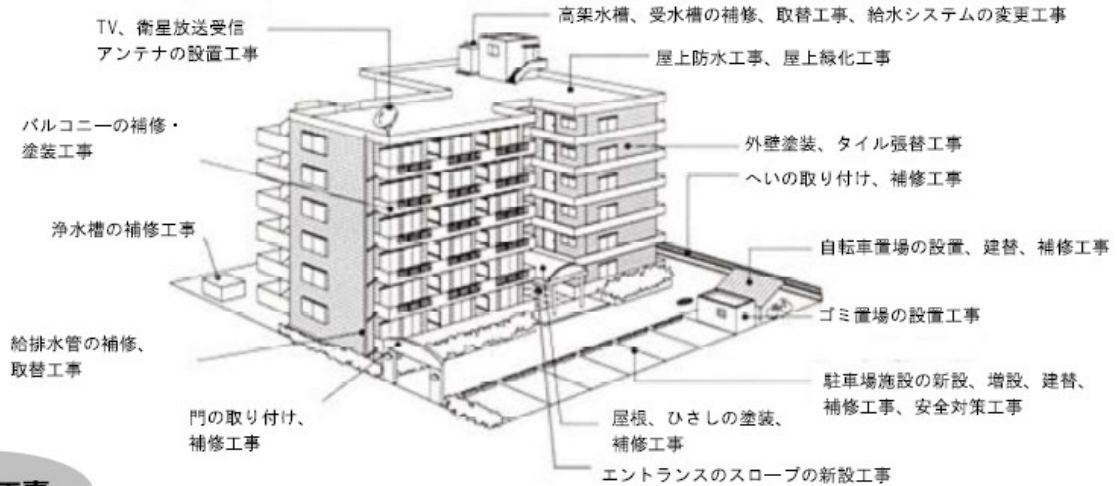 TV、衛星放送受信
アンテナの設置工事
高架水槽、受水槽の補修、取替工事、給水システムの変更工事
屋上防水工事、屋上緑化工事
バルコニーの補修・
塗装工事
外壁塗装、タイル張替工事
へいの取り付け、補修工事
浄水槽の補修工事
自転車置場の設置、建替、補修工事
ゴミ置場の設置工事
給排水管の補修、
取替工事
駐車場施設の新設、増設、建替、
補修工事、安全対策工事
門の取り付け、
補修工事
屋根、ひさしの塗装、
補修工事
エントランスのスロープの新設工事